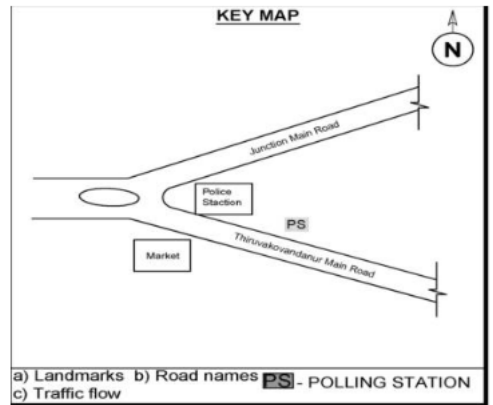 KEY MAP
N
Junction Main Road
Police
Staction
PS
Thiruvakovandanur Main Road
Market
a) Landmarks b) Road names PS - POLLING STATION
c) Traffic flow